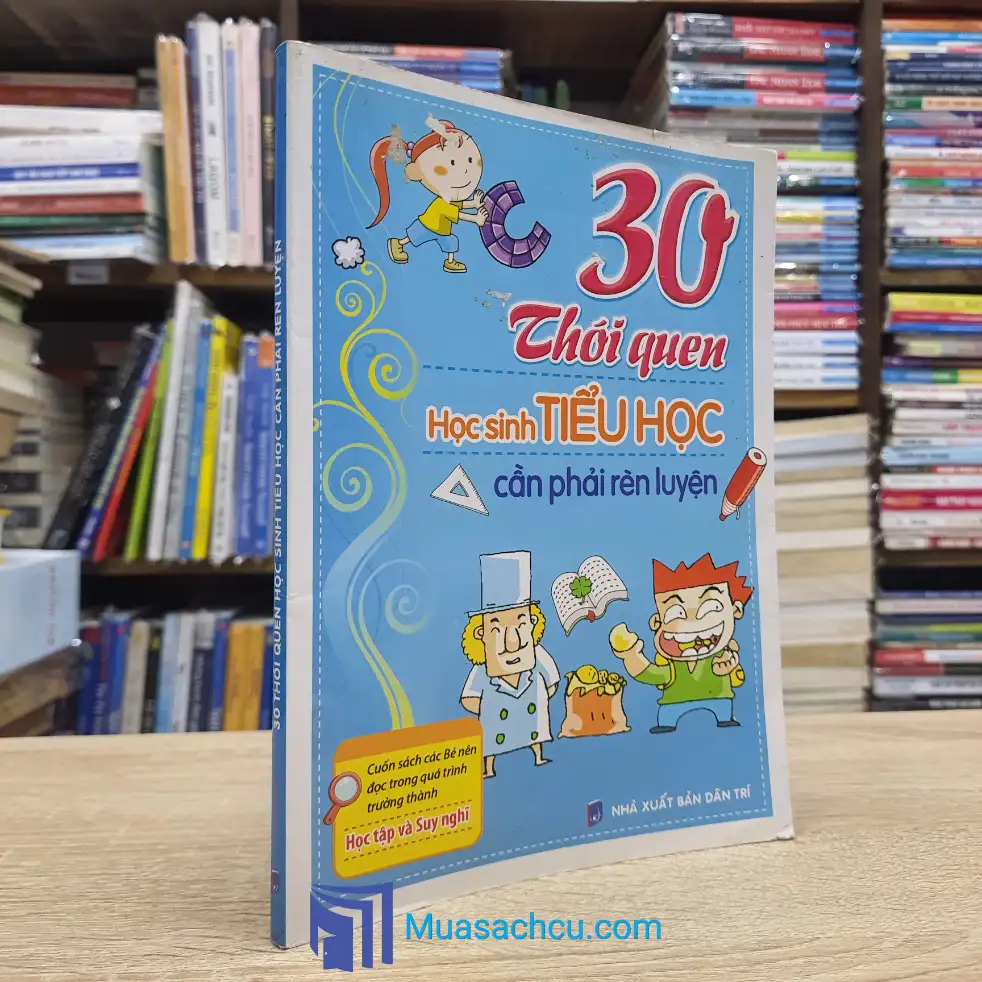 30
Thói quen
Học sinh TIỂU HỌC
cần phải rèn luyện
Cuốn sách các Bé nên
đọc trong quá trình
trưởng thành
Học tập và Suy nghĩ
NHÀ XUẤT BẢN DÂN TRÍ
30 THÓI QUEN HỌC SINH TIỂU HỌC CẦN PHẢI RÈN LUYỆN
Muasachcu.com